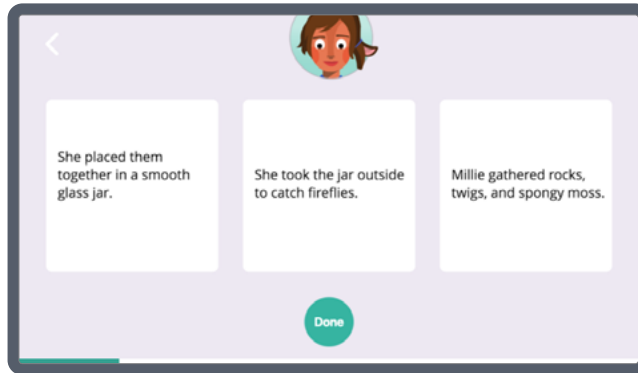 She placed them
together in a smooth
glass jar.
She took the jar outside
to catch fireflies.
Millie gathered rocks,
twigs, and spongy moss.
Done